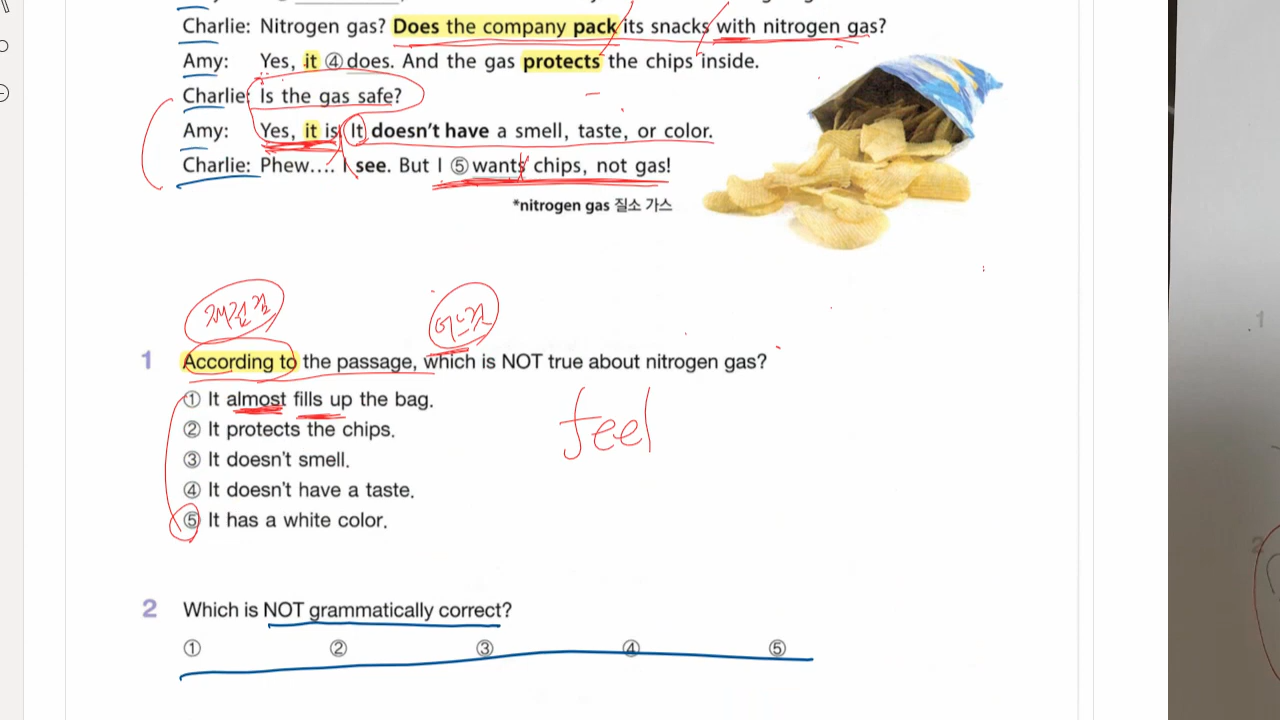 Charlie: Nitrogen gas? Does the company pack its snacks with nitrogen gas?
Amy: Yes, it ④ does. And the gas protects the chips inside.
Charlie: Is the gas safe?
Amy: Yes, it is. It doesn't have a smell, taste, or color.
Charlie: Phew.... I see. But I ⑤ wants chips, not gas!
*nitrogen gas 질소 가스
어느것
1 According to the passage, which is NOT true about nitrogen gas?
① It almost fills up the bag.
② It protects the chips.
feel
③ It doesn't smell.
④ It doesn't have a taste.
⑤ It has a white color.
2 Which is NOT grammatically correct?
① ② ③ ④ ⑤
1
2